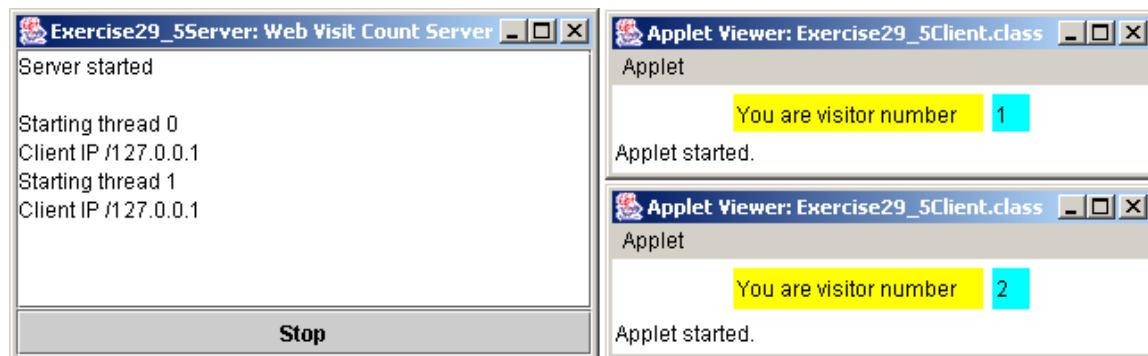 Exercise29_5Server: Web Visit Count Server
Server started
Starting thread 0
Client IP /127.0.0.1
Starting thread 1
Client IP /127.0.0.1
Stop
Applet Viewer: Exercise29_5Client.class
Applet
You are visitor number 1
Applet started.
Applet Viewer: Exercise29_5Client.class
Applet
You are visitor number 2
Applet started.